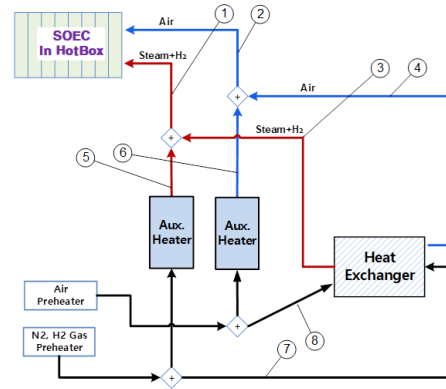 1
2
Air
SOEC
In HotBox
Steam+H₂
3
4
Air
Steam+H₂
5
6
Aux.
Heater
Aux.
Heater
Heat
Exchanger
Air
Preheater
N2, H2 Gas
Preheater
8
7
+
+
+
+